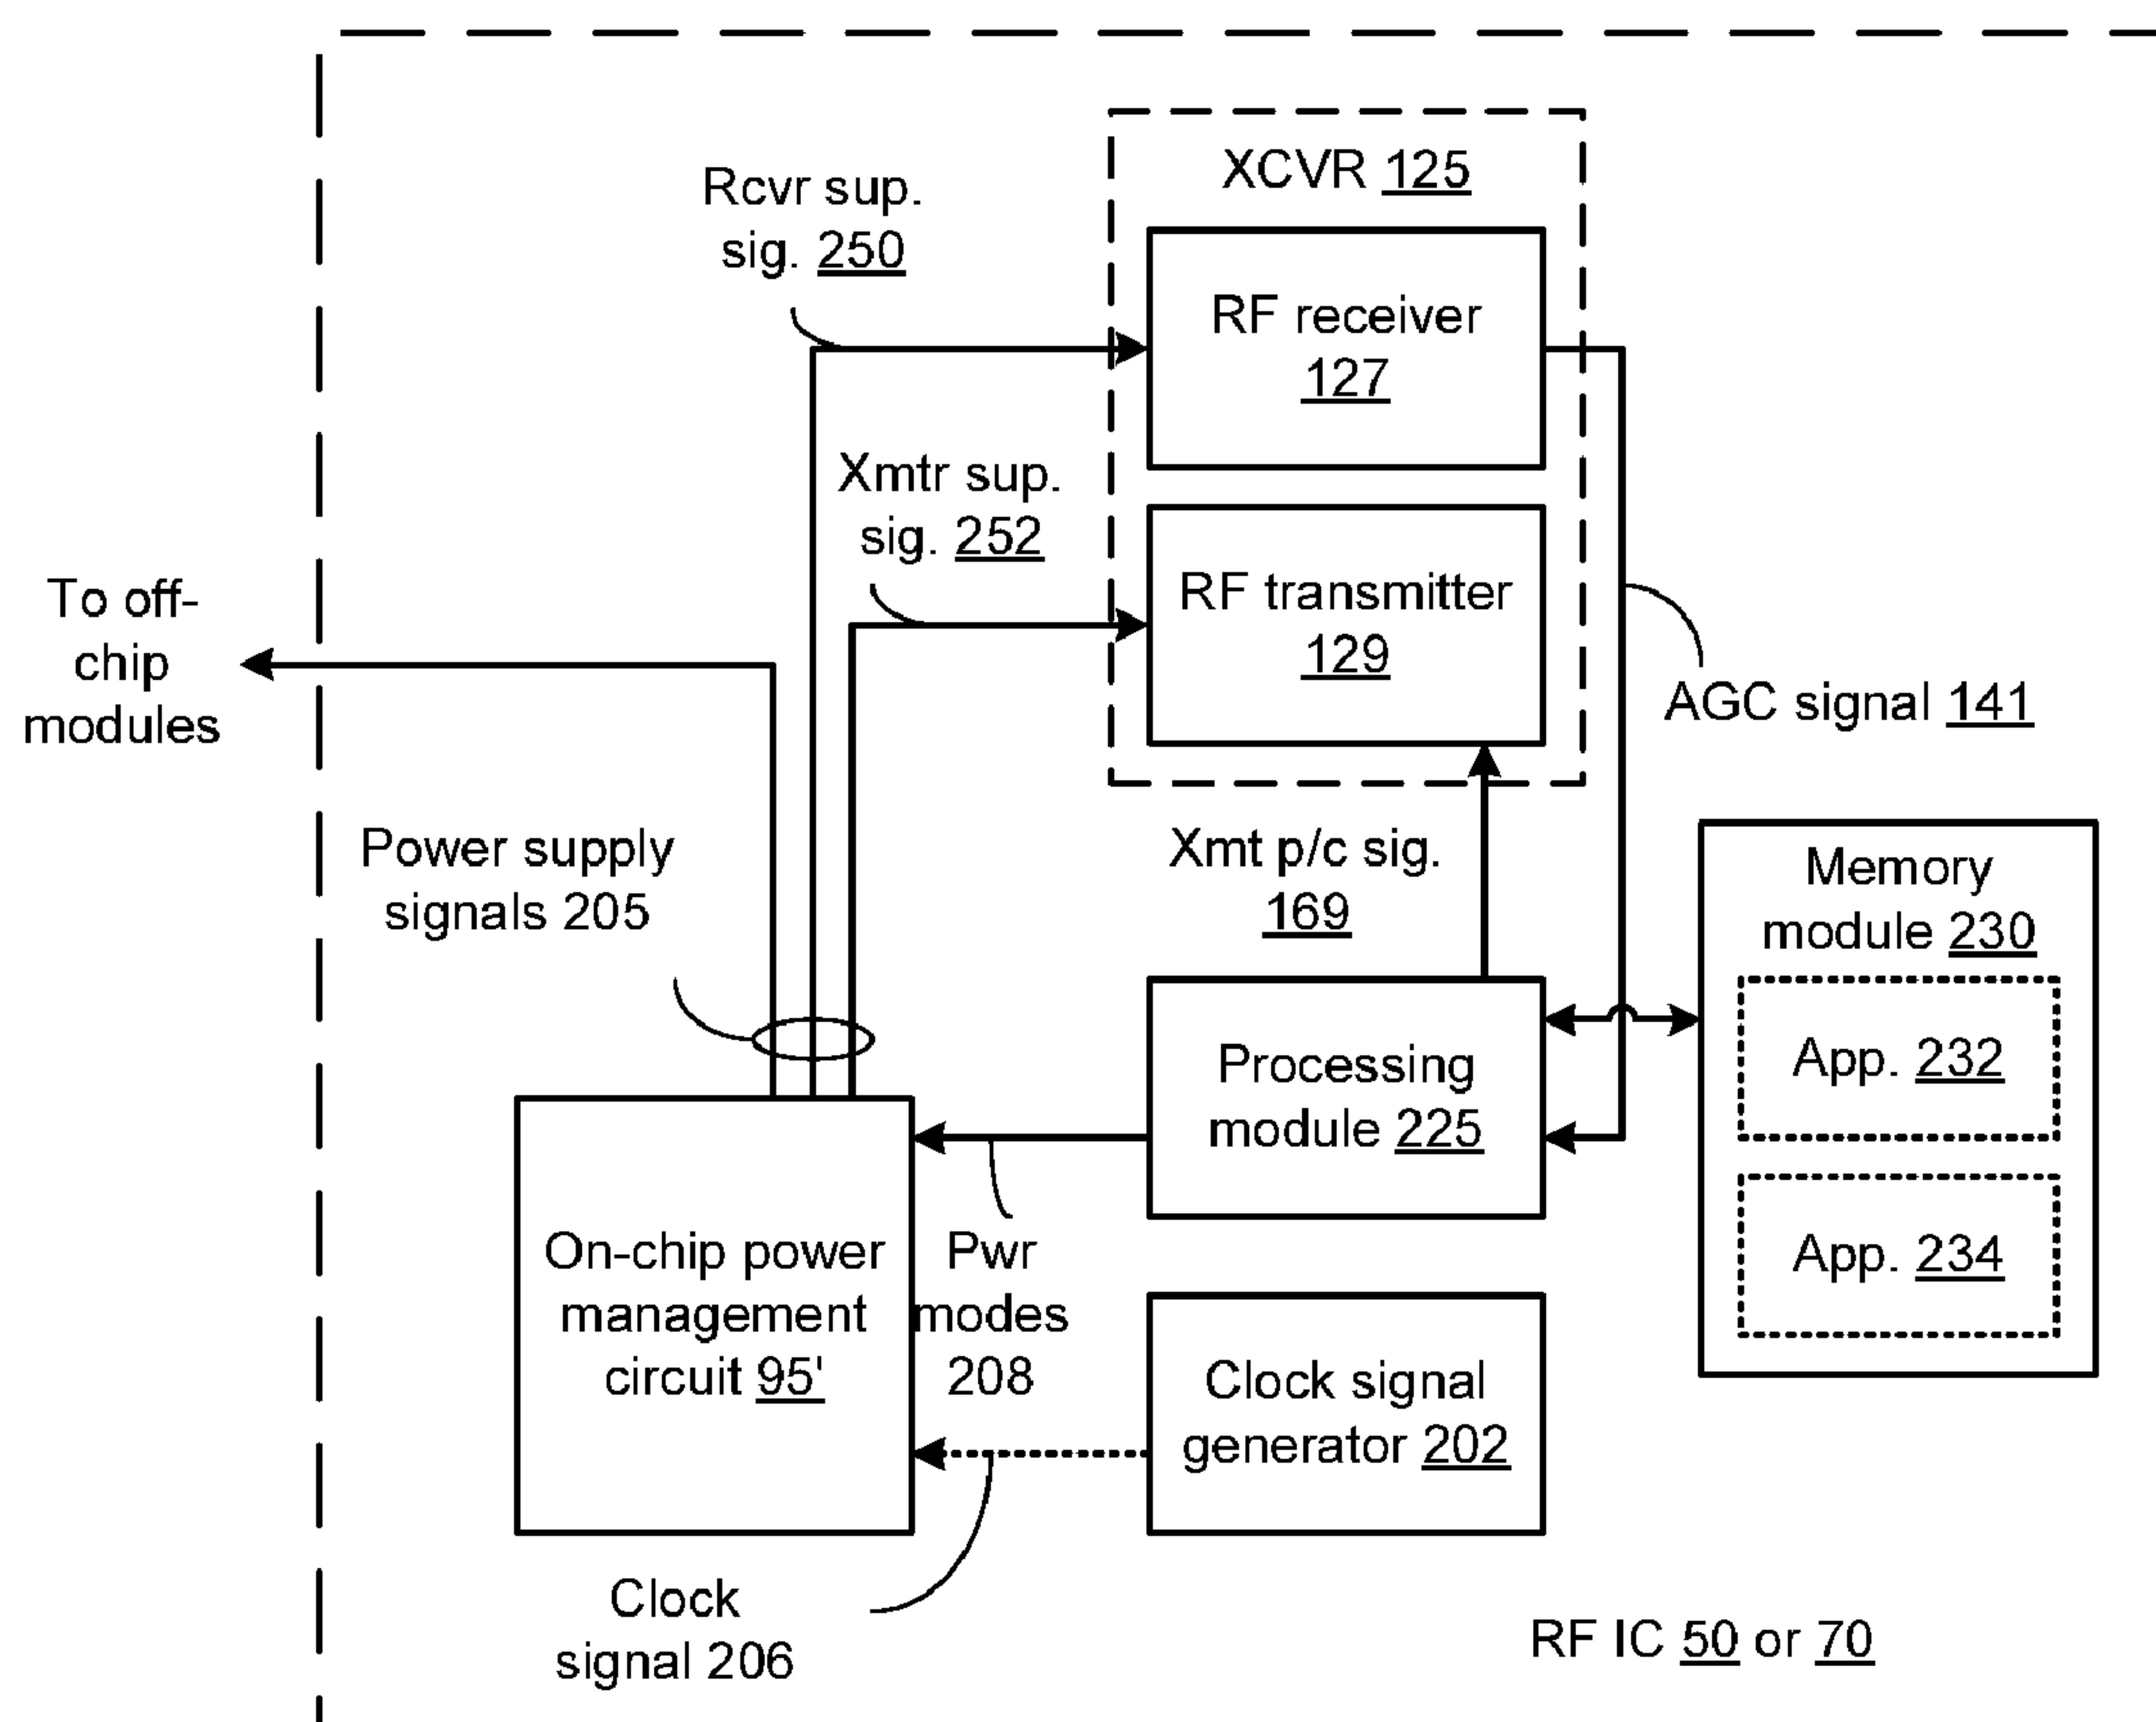 XCVR 125
Rcvr sup.
sig. 250
RF receiver
127
Xmtr sup.
sig. 252
RF transmitter
129
To off-
chip
modules
AGC signal 141
Power supply
signals 205
Xmt p/c sig.
169
Memory
module 230
App. 232
App. 234
Processing
module 225
On-chip power
management
circuit 95'
Pwr
modes
208
Clock signal
generator 202
Clock
signal 206
RF IC 50 or 70